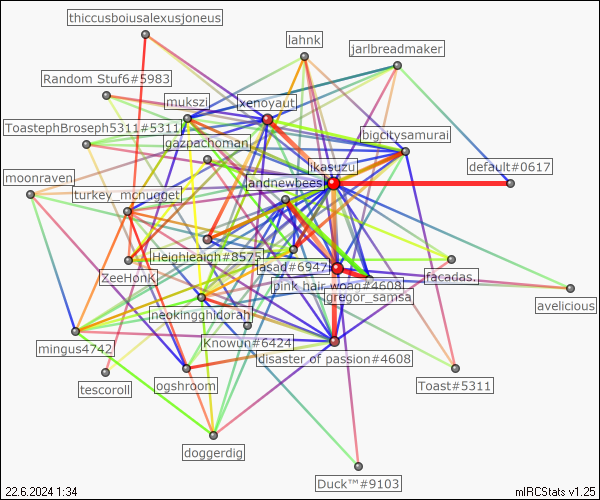 thiccusboiusalexusjoneus
lahnk
jarlbreadmaker
Random Stuf6#5983
mukszi
xenoyaut
ToastephBroseph5311#5311
gazpachoman
bigcitysamurai
jkasuzu
default#0617
moonraven
turkey_mcnugget
andnewbees
Heighleaigh#8575
asad#6947
ZeeHonk
pink hair woag#4608
facadas.
gregor_samsa
avelicious
neokingghidorah
Knowun#6424
mingus4742
disaster of passion#4608
tescoroll
ogshroom
Toast#5311
doggerdig
Duck™#9103
22.6.2024 1:34
mIRCStats v1.25